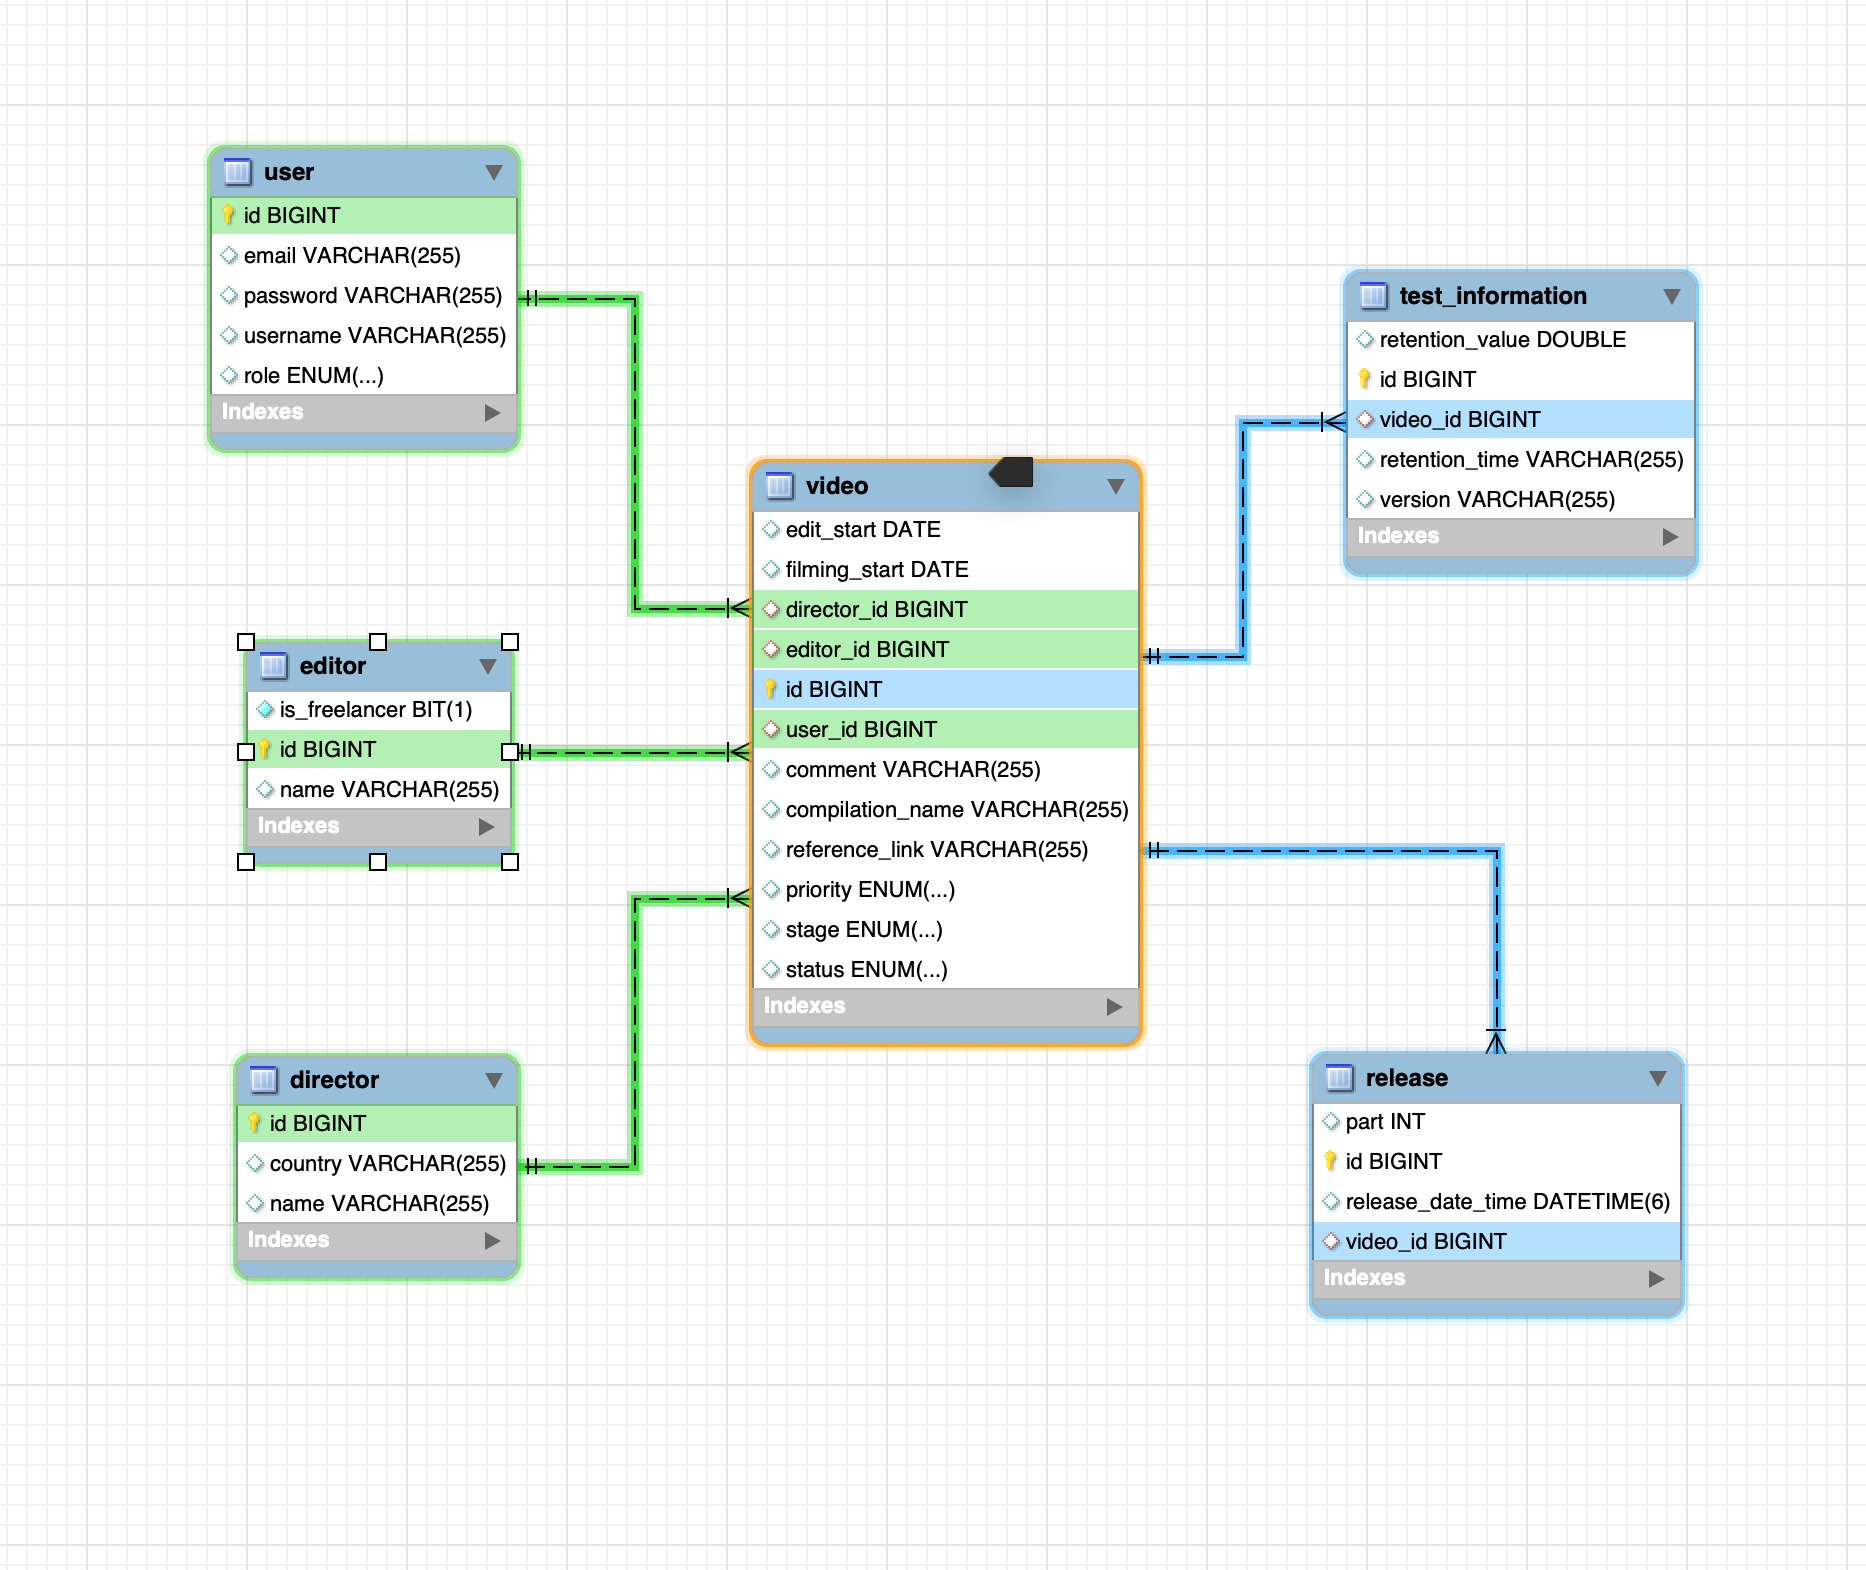 user
id BIGINT
email VARCHAR(255)
password VARCHAR(255)
username VARCHAR(255)
role ENUM(...)
Indexes
editor
is_freelancer BIT(1)
id BIGINT
name VARCHAR(255)
Indexes
director
id BIGINT
country VARCHAR(255)
name VARCHAR(255)
Indexes
video
edit_start DATE
filming_start DATE
director_id BIGINT
editor_id BIGINT
id BIGINT
user_id BIGINT
comment VARCHAR(255)
compilation_name VARCHAR(255)
reference_link VARCHAR(255)
priority ENUM(...)
stage ENUM(...)
status ENUM(...)
Indexes
test_information
retention_value DOUBLE
id BIGINT
video_id BIGINT
retention_time VARCHAR(255)
version VARCHAR(255)
Indexes
release
part INT
id BIGINT
release_date_time DATETIME(6)
video_id BIGINT
Indexes